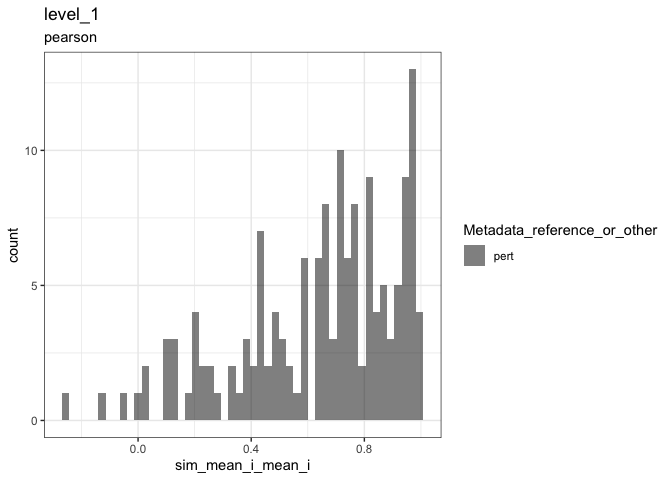 level_1
pearson
10
5
0
count
0.0
0.4
0.8
sim_mean_i_mean_i
Metadata_reference_or_other
pert